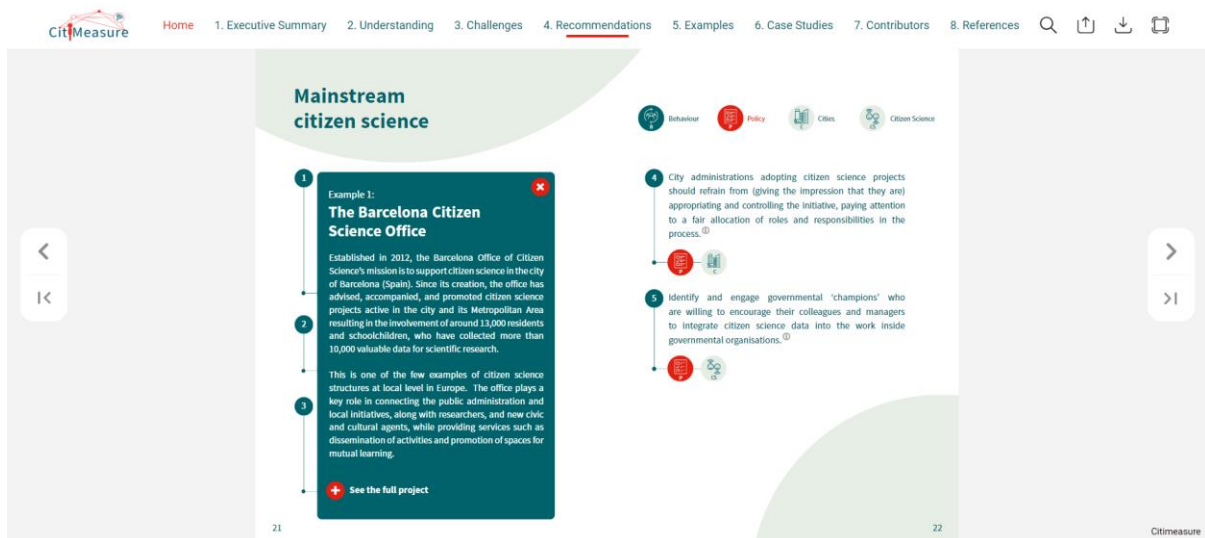 CitiMeasure
Home 1. Executive Summary 2. Understanding 3. Challenges 4. Recommendations 5. Examples 6. Case Studies 7. Contributors 8. References
Mainstream
citizen science
1
Example 1:
The Barcelona Citizen
Science Office
Established in 2012, the Barcelona Office of Citizen
Science's mission is to support citizen science in the city
of Barcelona (Spain). Since its creation, the office has
advised, accompanied, and promoted citizen science
projects active in the city and its Metropolitan Area
2
resulting in the involvement of around 13,000 residents
and schoolchildren, who have collected more than
10,000 valuable data for scientific research.
This is one of the few examples of citizen science
structures at local level in Europe. The office plays a
key role in connecting the public administration and
3
local initiatives, along with researchers, and new civic
and cultural agents, while providing services such as
dissemination of activities and promotion of spaces for
mutual learning.
See the full project
21
B Behaviour P Policy C Cities CS Citizen Science
4 City administrations adopting citizen science projects
should refrain from (giving the impression that they are)
appropriating and controlling the initiative, paying attention
to a fair allocation of roles and responsibilities in the
process.
P C
5 Identify and engage governmental 'champions' who
are willing to encourage their colleagues and managers
to integrate citizen science data into the work inside
governmental organisations.
P CS
22
Citimeasure